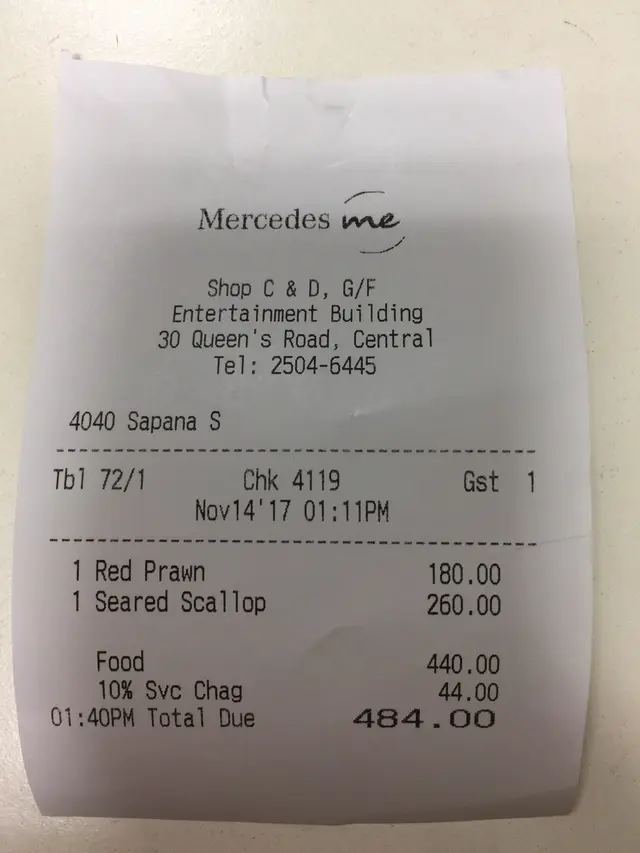 Mercedes me
Shop C & D, G/F
Entertainment Building
30 Queen's Road, Central
Tel: 2504-6445
4040 Sapana S
Tbl 72/1 Chk 4119 Gst 1
Nov14'17 01:11PM
1 Red Prawn 180.00
1 Seared Scallop 260.00
Food 440.00
10% Svc Chag 44.00
01:40PM Total Due 484.00